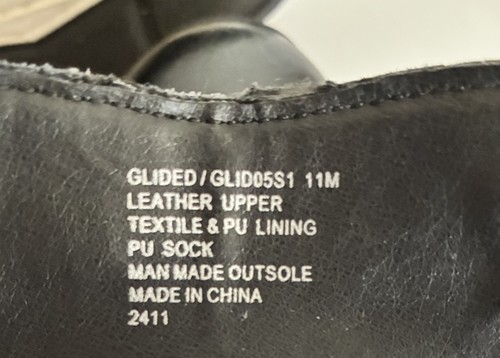 GLIDED / GLID05S1 11M
LEATHER UPPER
TEXTILE & PU LINING
PU SOCK
MAN MADE OUTSOLE
MADE IN CHINA
2411